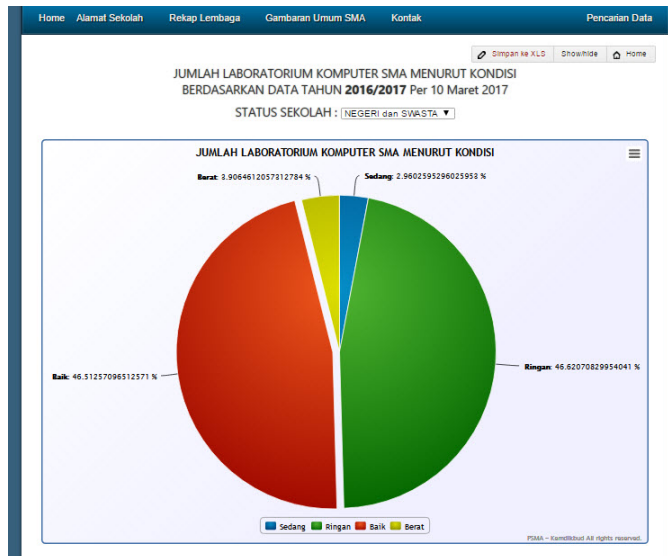 Home Alamat Sekolah Rekap Lembaga Gambaran Umum SMA Kontak Pencarian Data
Simpan ke XLS Show/hide Home
JUMLAH LABORATORIUM KOMPUTER SMA MENURUT KONDISI
BERDASARKAN DATA TAHUN 2016/2017 Per 10 Maret 2017
STATUS SEKOLAH : NEGERI dan SWASTA
JUMLAH LABORATORIUM KOMPUTER SMA MENURUT KONDISI
Berat: 3.9064612057312784 % Sedang: 2.9602595296025953 %
Ringan: 46.62070829954041 %
Baik: 46.51257096512571 %
Sedang Ringan Baik Berat
PSMA - Kemdikbud All rights reserved.